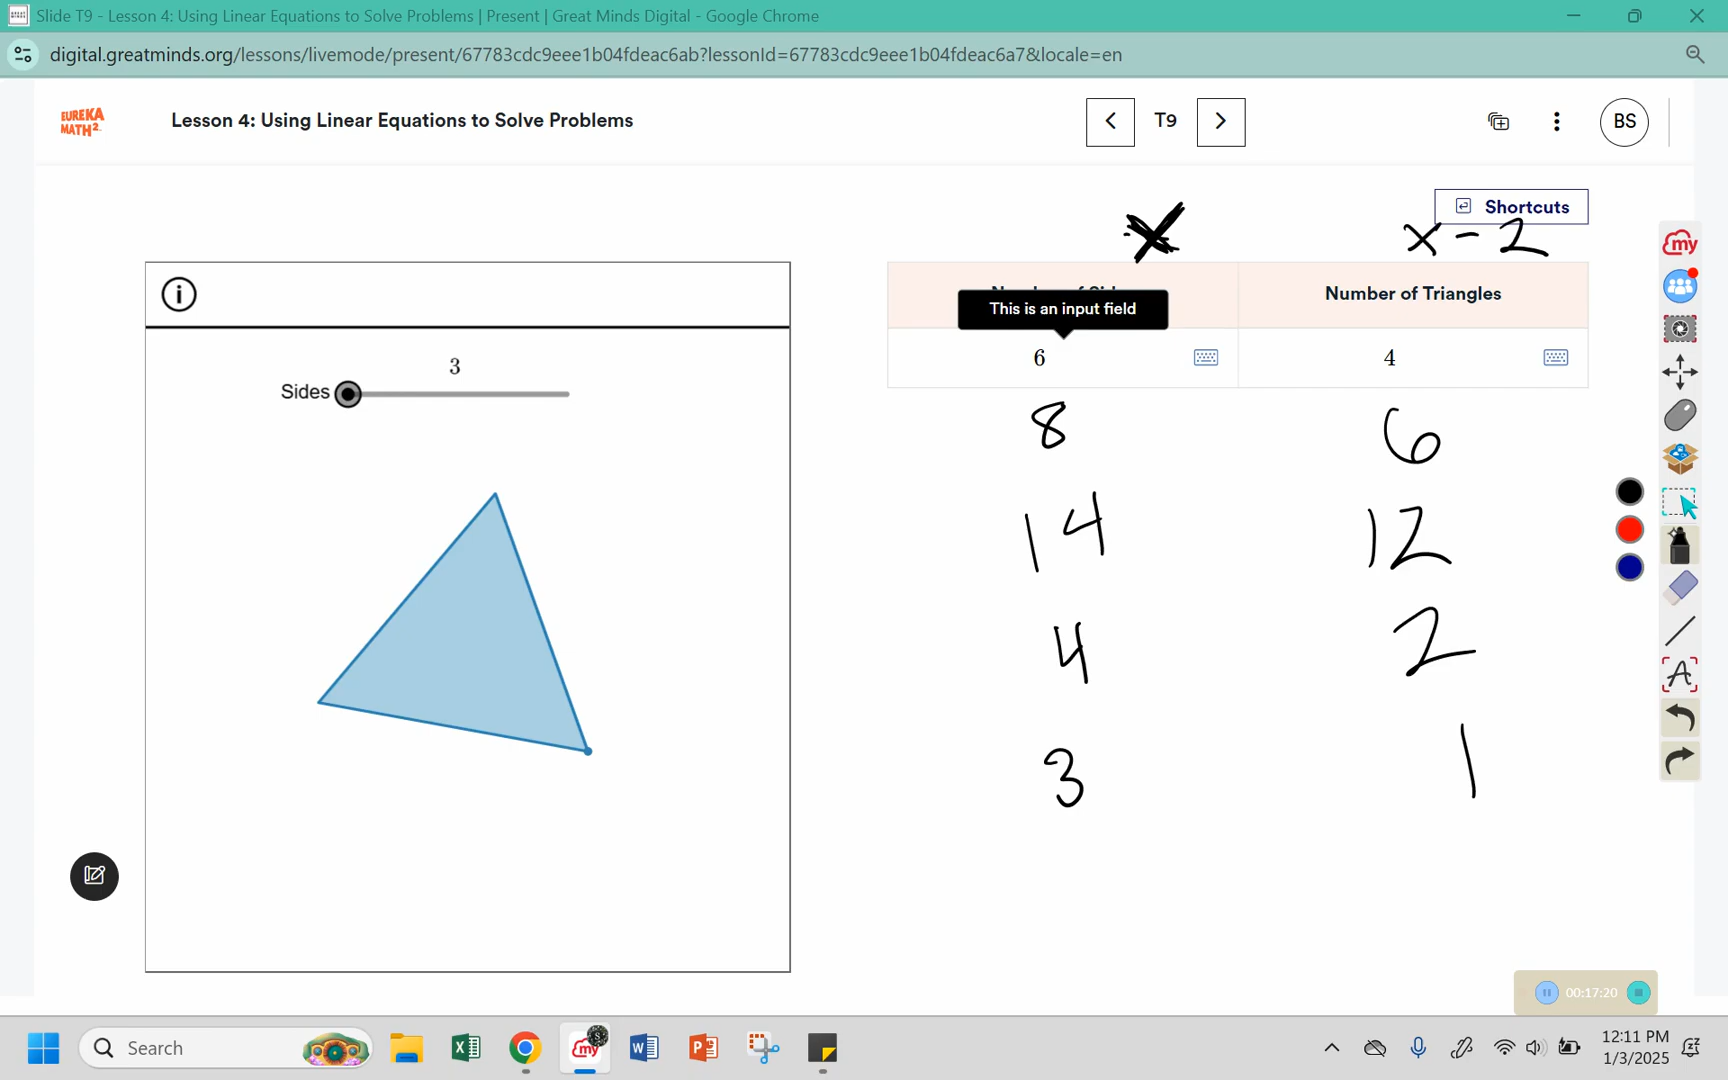 Slide T9 - Lesson 4: Using Linear Equations to Solve Problems | Present | Great Minds Digital - Google Chrome
digital.greatminds.org/lessons/livemode/present/67783cdc9eee1b04fdeac6ab?lessonId=67783cdc9eee1b04fdeac6a7&locale=en
EUREKA MATH²
Lesson 4: Using Linear Equations to Solve Problems
T9
BS
Shortcuts
x - 2
Number of Triangles
This is an input field
6 4
3
Sides
8 6
14 12
4 2
3 1
my
A
00:17:20
Search
my S
12:11 PM
1/3/2025